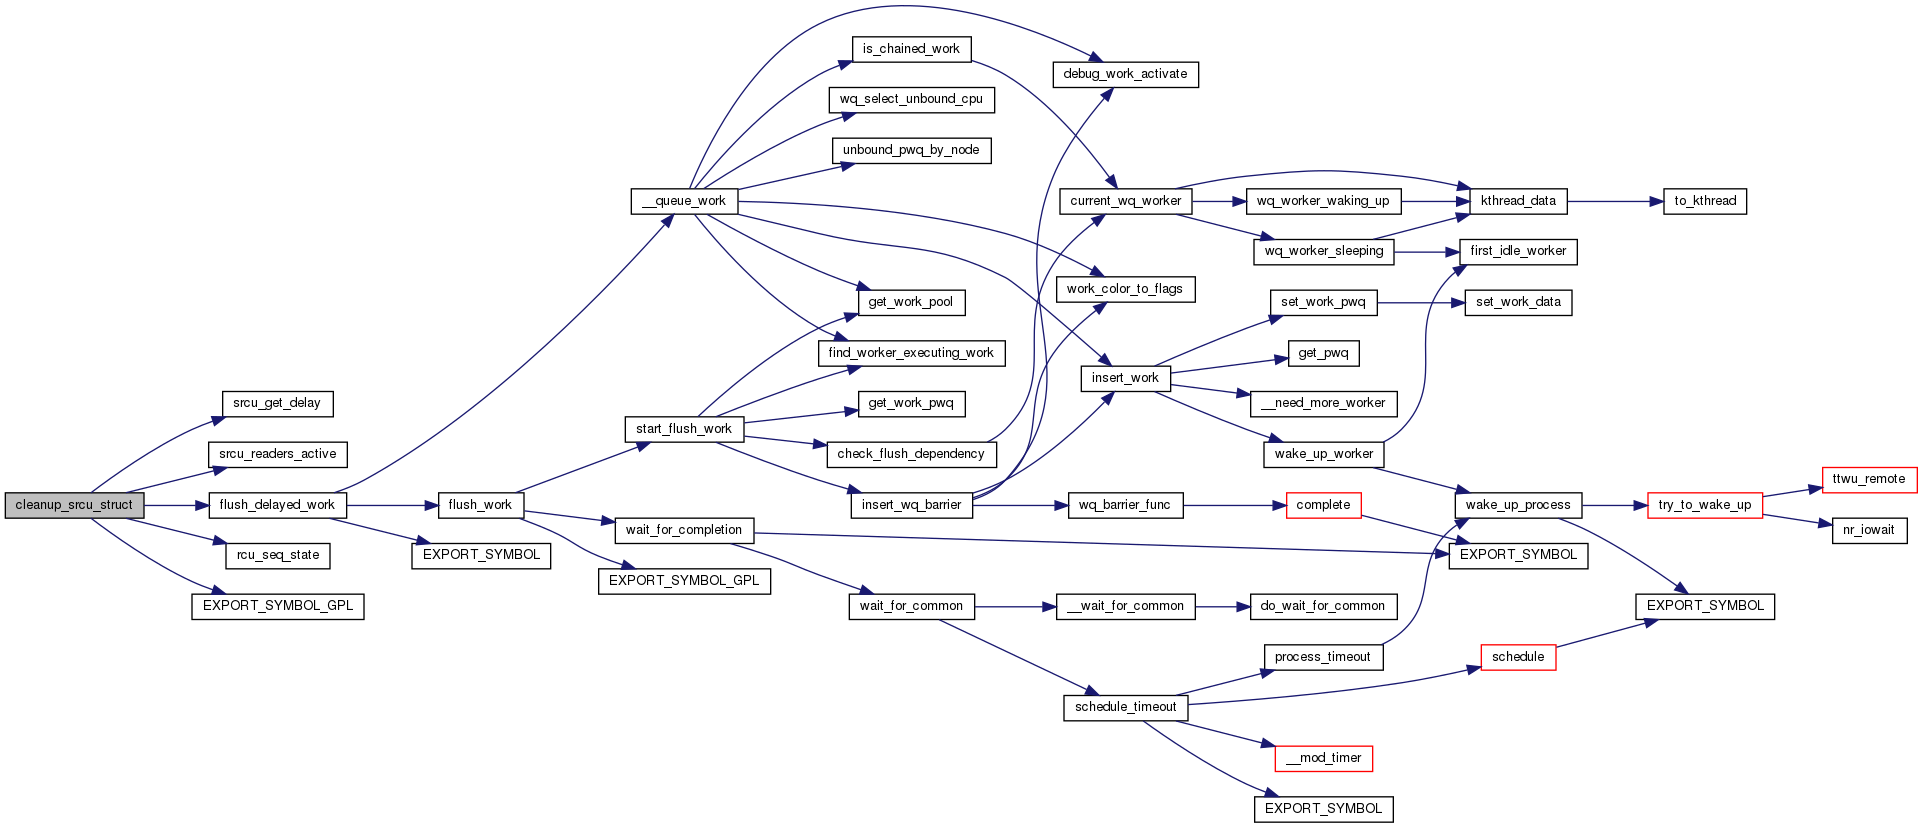 cleanup_srcu_struct
srcu_get_delay
srcu_readers_active
flush_delayed_work
rcu_seq_state
EXPORT_SYMBOL_GPL
flush_work
EXPORT_SYMBOL
__queue_work
start_flush_work
wait_for_completion
EXPORT_SYMBOL_GPL
is_chained_work
wq_select_unbound_cpu
unbound_pwq_by_node
get_work_pool
find_worker_executing_work
get_work_pwq
check_flush_dependency
insert_wq_barrier
wait_for_common
debug_work_activate
current_wq_worker
work_color_to_flags
insert_work
wq_barrier_func
__wait_for_common
schedule_timeout
wq_worker_waking_up
wq_worker_sleeping
set_work_pwq
get_pwq
__need_more_worker
wake_up_worker
complete
do_wait_for_common
process_timeout
__mod_timer
EXPORT_SYMBOL
kthread_data
first_idle_worker
set_work_data
wake_up_process
EXPORT_SYMBOL
schedule
to_kthread
try_to_wake_up
EXPORT_SYMBOL
ttwu_remote
nr_iowait